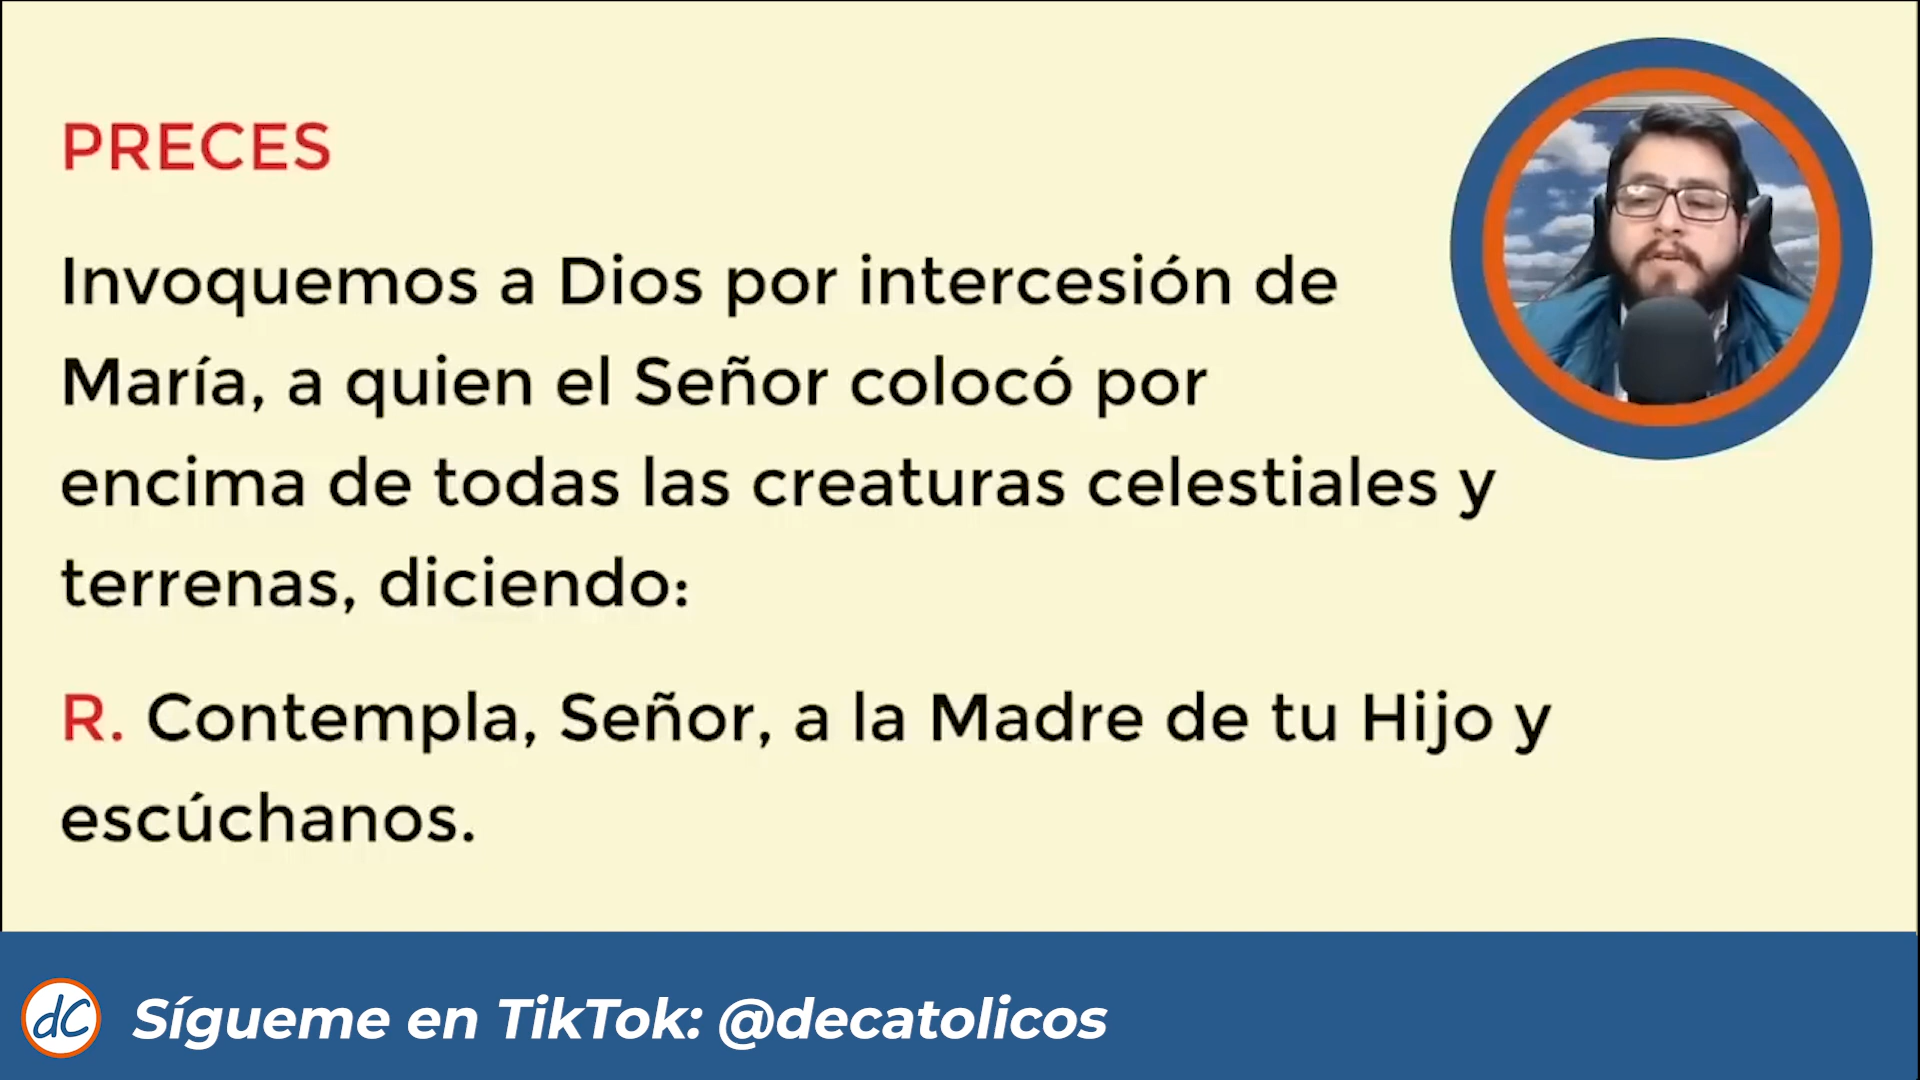 PRECES
Invoquemos a Dios por intercesión de
María, a quien el Señor colocó por
encima de todas las creaturas celestiales y
terrenas, diciendo:
R. Contempla, Señor, a la Madre de tu Hijo y
escúchanos.
dC Sígueme en TikTok: @decatolicos